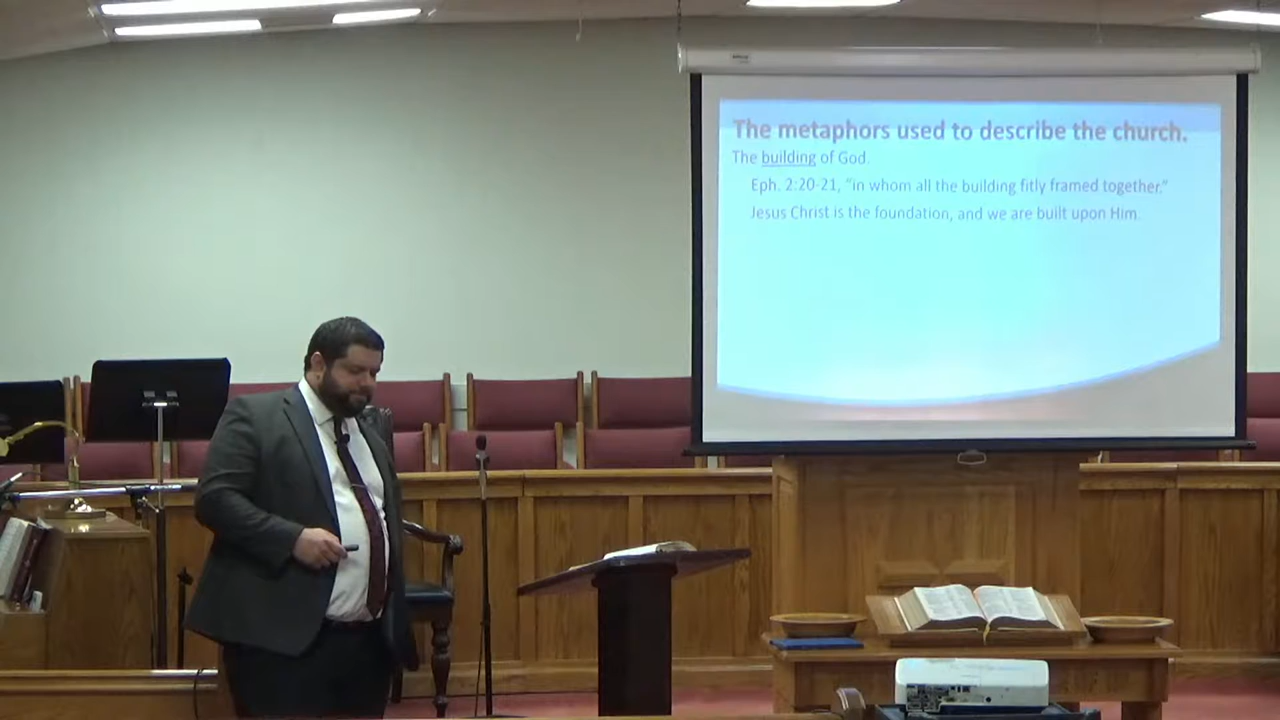 The metaphors used to describe the church.
The building of God.
Eph. 2:20-21, “in whom all the building fitly framed together.”
Jesus Christ is the foundation, and we are built upon Him.